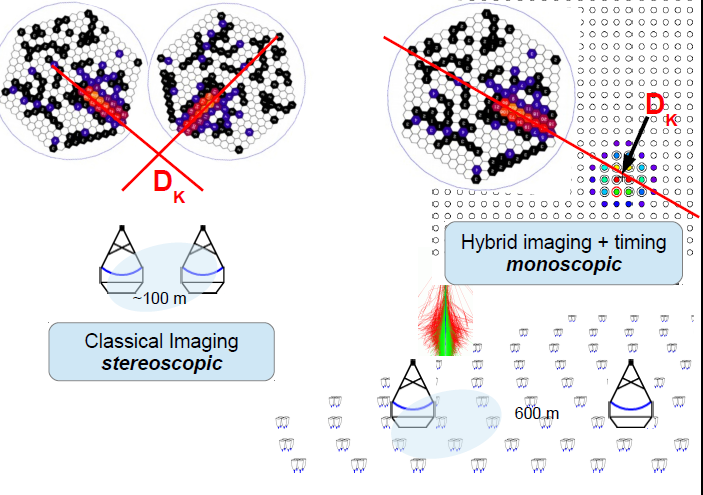 D_K
D_K
~100 m
Classical Imaging
stereoscopic
Hybrid imaging + timing
monoscopic
600 m